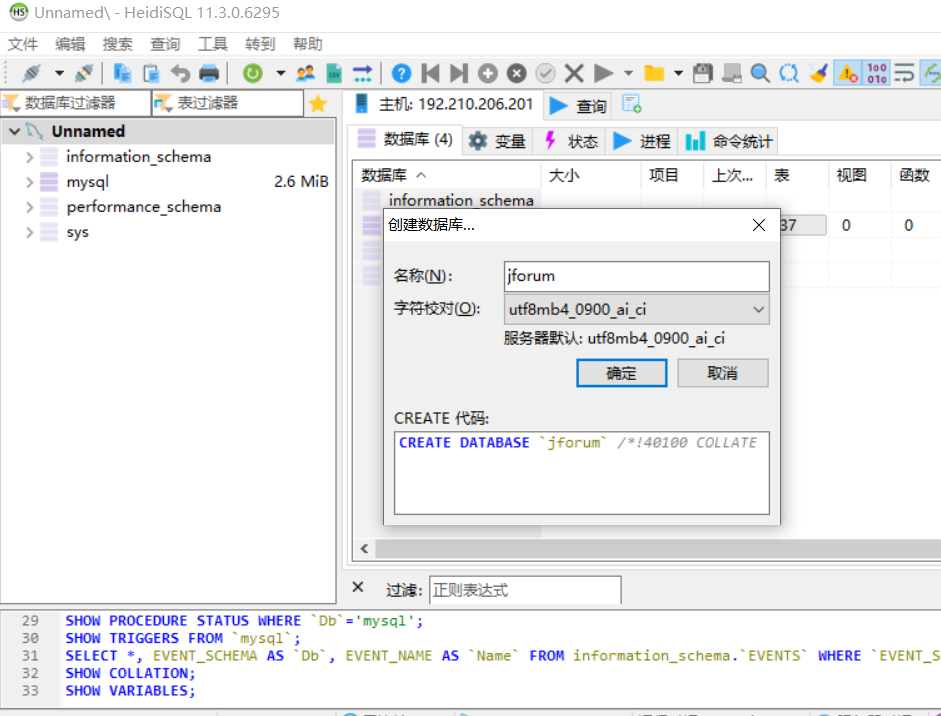 HS Unnamed\ - HeidiSQL 11.3.0.6295
文件 编辑 搜索 查询 工具 转到 帮助
数据库过滤器 表过滤器 主机: 192.210.206.201 查询
Unnamed
information_schema
mysql 2.6 MiB
performance_schema
sys
数据库 (4) 变量 状态 进程 命令统计
数据库 大小 项目 上次... 表 视图 函数
information_schema
37 0 0
创建数据库...
名称(N): jforum
字符校对(O): utf8mb4_0900_ai_ci
服务器默认: utf8mb4_0900_ai_ci
确定 取消
CREATE 代码:
CREATE DATABASE `jforum` /*!40100 COLLATE
过滤: 正则表达式
29 SHOW PROCEDURE STATUS WHERE `Db`='mysql';
30 SHOW TRIGGERS FROM `mysql`;
31 SELECT *, EVENT_SCHEMA AS `Db`, EVENT_NAME AS `Name` FROM information_schema.`EVENTS` WHERE `EVENT_S
32 SHOW COLLATION;
33 SHOW VARIABLES;